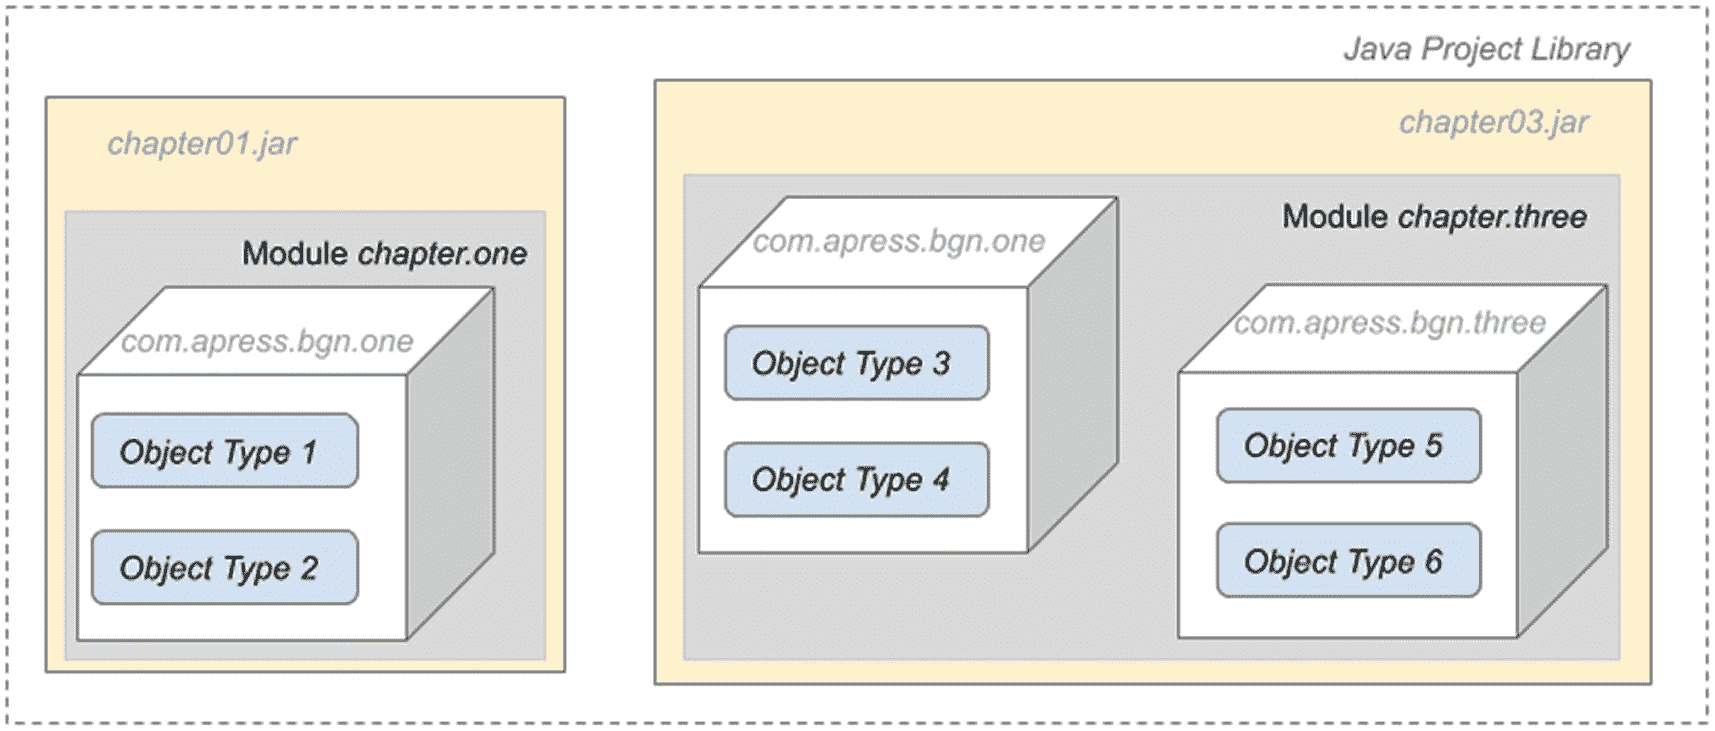 Java Project Library
chapter01.jar
Module chapter.one
com.apress.bgn.one
Object Type 1
Object Type 2
chapter03.jar
Module chapter.three
com.apress.bgn.one
Object Type 3
Object Type 4
com.apress.bgn.three
Object Type 5
Object Type 6